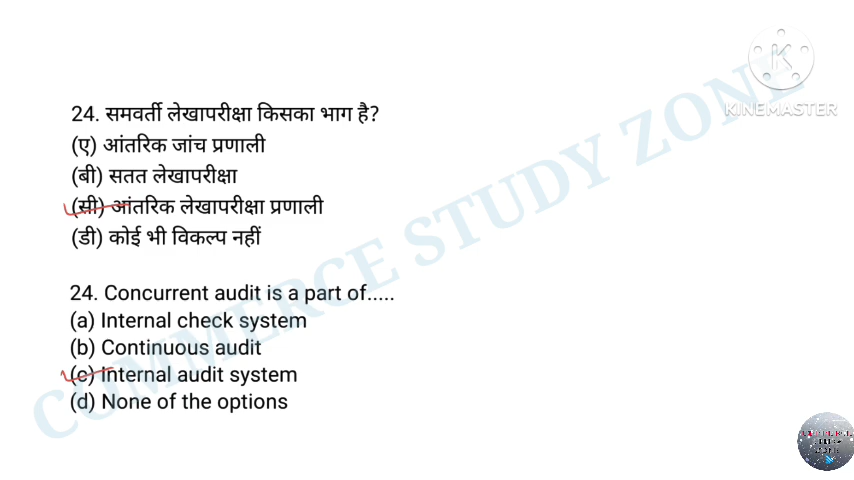 KINEMASTER
24. समवर्ती लेखापरीक्षा किसका भाग है?
(ए) आंतरिक जांच प्रणाली
(बी) सतत लेखापरीक्षा
(सी) आंतरिक लेखापरीक्षा प्रणाली
(डी) कोई भी विकल्प नहीं
24. Concurrent audit is a part of.....
(a) Internal check system
(b) Continuous audit
(c) Internal audit system
(d) None of the options
COMMERCE STUDY ZONE